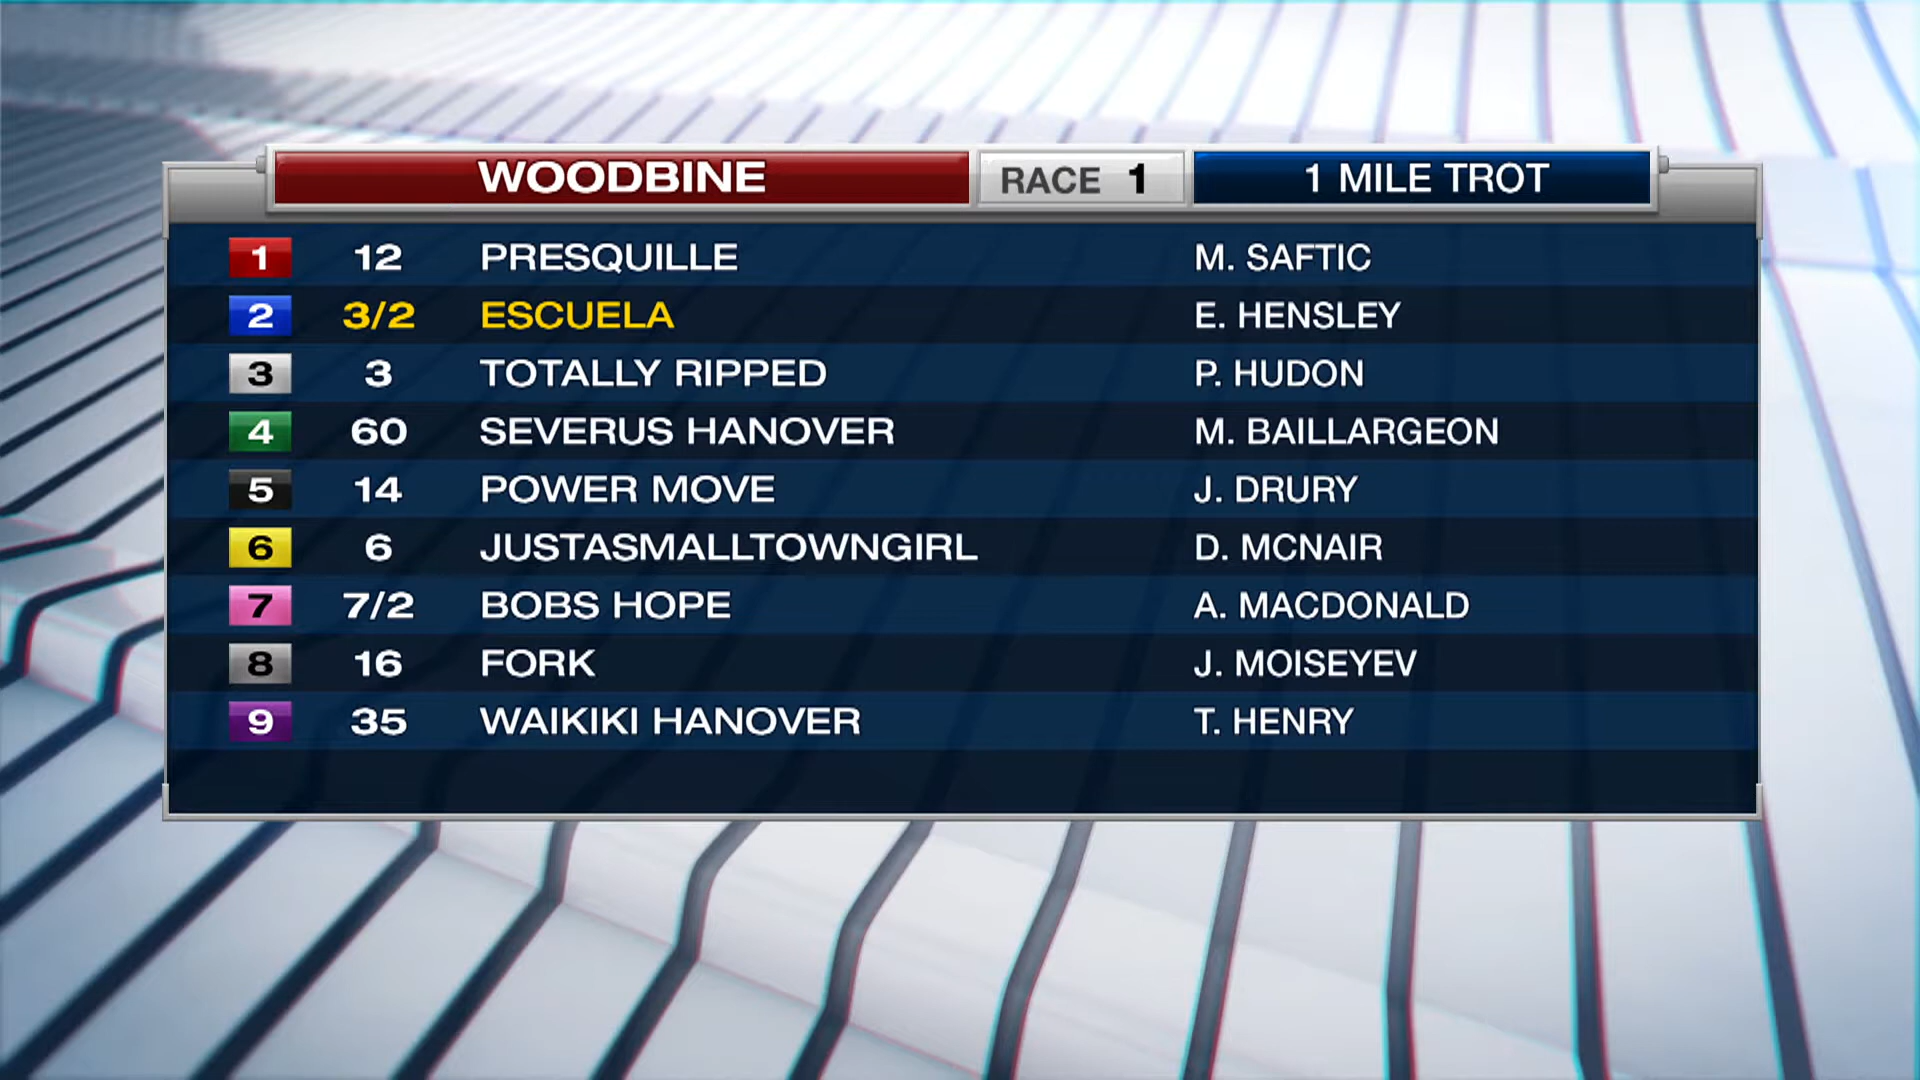 WOODBINE RACE 1 1 MILE TROT
1 12 PRESQUILLE M. SAFTIC
2 3/2 ESCUELA E. HENSLEY
3 3 TOTALLY RIPPED P. HUDON
4 60 SEVERUS HANOVER M. BAILLARGEON
5 14 POWER MOVE J. DRURY
6 6 JUSTASMALLTOWNGIRL D. MCNAIR
7 7/2 BOBS HOPE A. MACDONALD
8 16 FORK J. MOISEYEV
9 35 WAIKIKI HANOVER T. HENRY